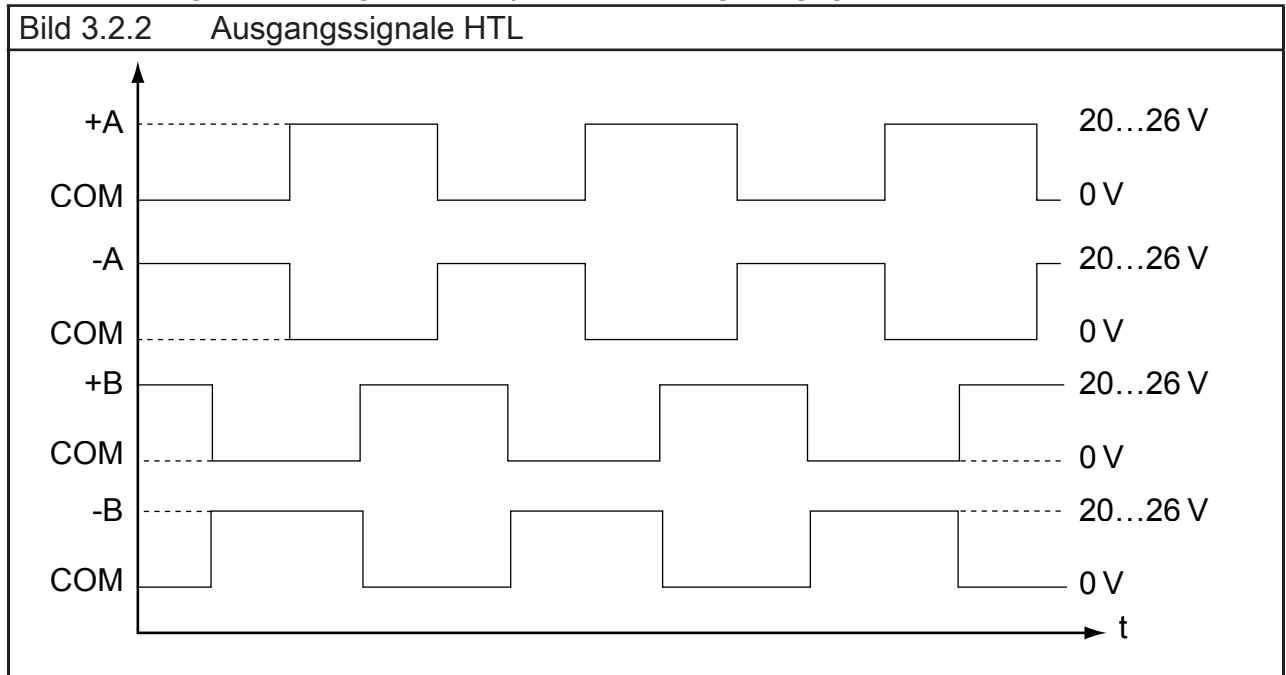 Bild 3.2.2 Ausgangssignale HTL
+A 20…26 V
COM 0 V
-A 20…26 V
COM 0 V
+B 20…26 V
COM 0 V
-B 20…26 V
COM 0 V
t